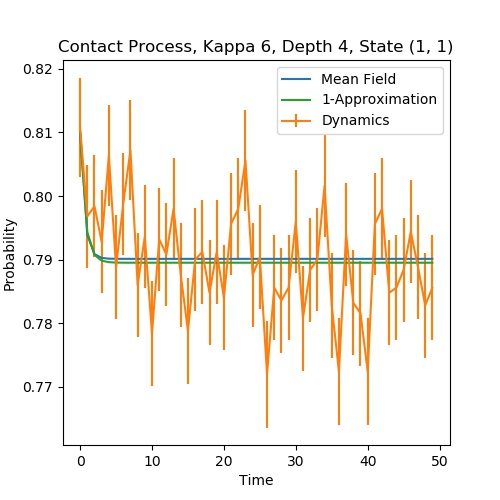 Contact Process, Kappa 6, Depth 4, State (1, 1)
Mean Field
1-Approximation
Dynamics
0.82
0.81
0.80
0.79
0.78
0.77
Probability
0 10 20 30 40 50
Time